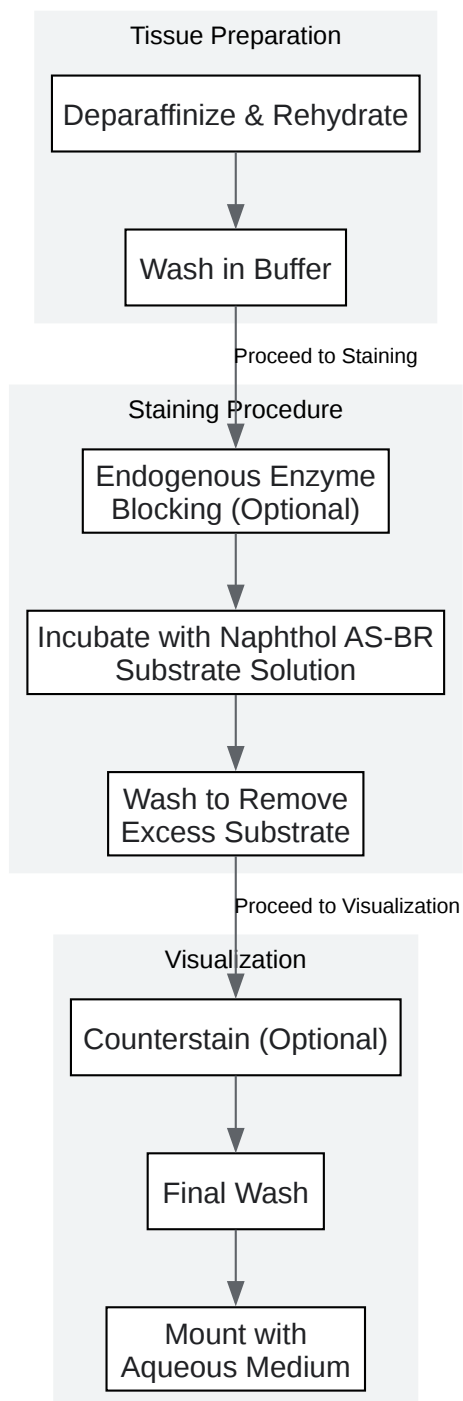 Tissue Preparation
Deparaffinize & Rehydrate
Wash in Buffer
Proceed to Staining
Staining Procedure
Endogenous Enzyme
Blocking (Optional)
Incubate with Naphthol AS-BR
Substrate Solution
Wash to Remove
Excess Substrate
Proceed to Visualization
Visualization
Counterstain (Optional)
Final Wash
Mount with
Aqueous Medium